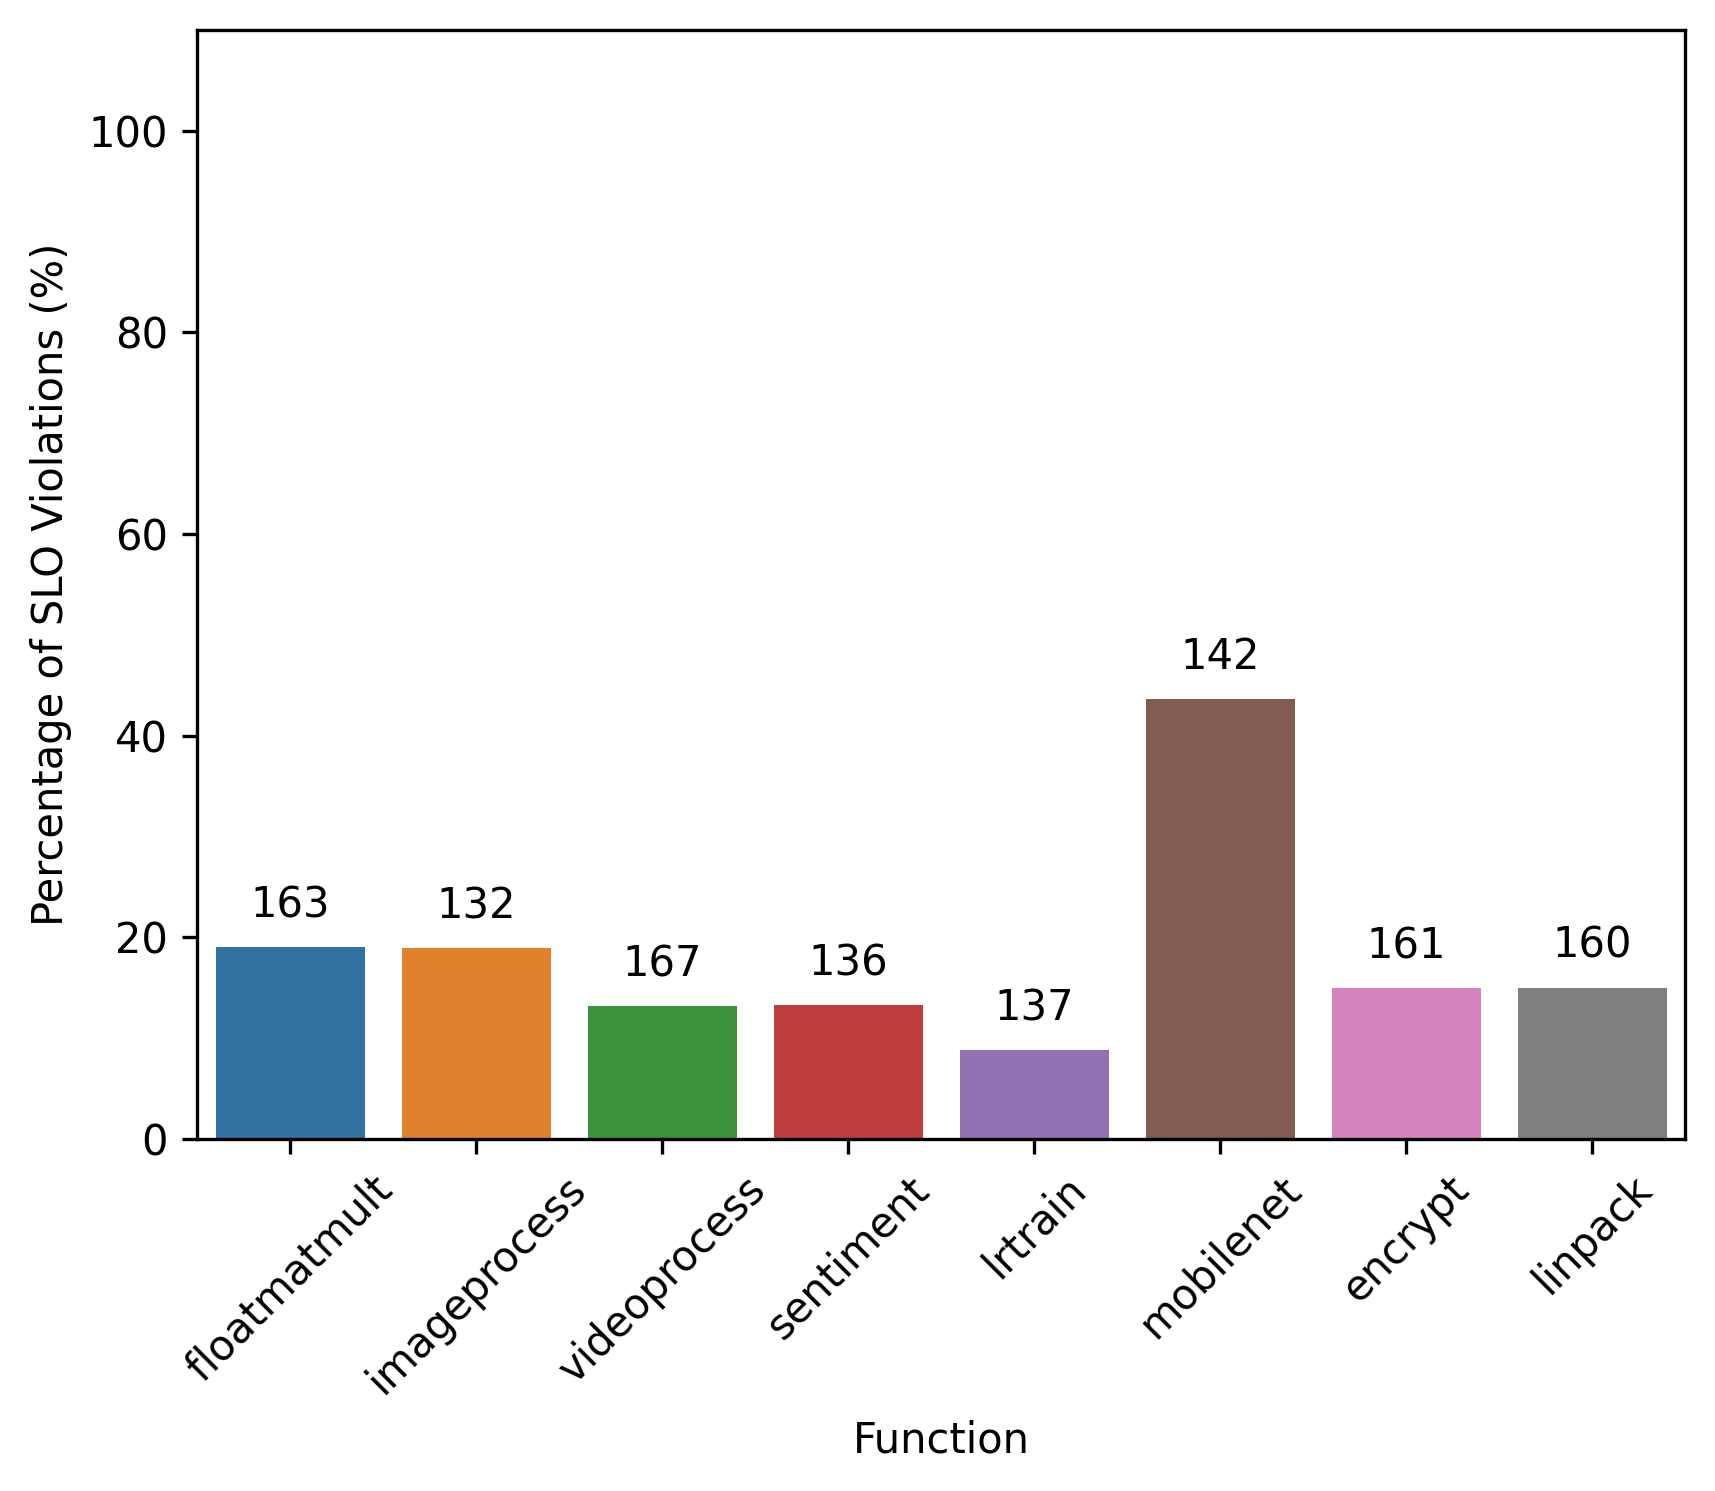 Percentage of SLO Violations (%)
100
80
60
40
20
0
163
132
167
136
137
142
161
160
floatmatmult
imageprocess
videoprocess
sentiment
lrtrain
mobilenet
encrypt
linpack
Function